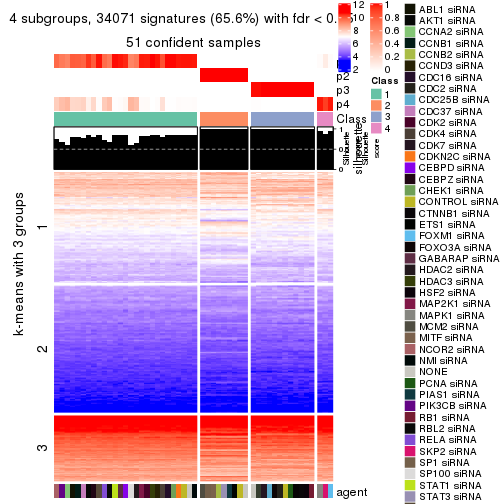 4 subgroups, 34071 signatures (65.6%) with fdr < 0.
51 confident samples
p2
p3
p4
Class
1
0
silhouette
score
12
10
8
6
4
2
1
0.8
0.6
0.4
0.2
0
Class
1
2
3
4
k-means with 3 groups
1
2
3
agent
ABL1 siRNA
AKT1 siRNA
CCNA2 siRNA
CCNB1 siRNA
CCNB2 siRNA
CCND3 siRNA
CDC16 siRNA
CDC2 siRNA
CDC25B siRNA
CDC37 siRNA
CDK2 siRNA
CDK4 siRNA
CDK7 siRNA
CDKN2C siRNA
CEBPD siRNA
CEBPZ siRNA
CHEK1 siRNA
CONTROL siRNA
CTNNB1 siRNA
ETS1 siRNA
FOXM1 siRNA
FOXO3A siRNA
GABARAP siRNA
HDAC2 siRNA
HDAC3 siRNA
HSF2 siRNA
MAP2K1 siRNA
MAPK1 siRNA
MCM2 siRNA
MITF siRNA
NCOR2 siRNA
NMI siRNA
NONE
PCNA siRNA
PIAS1 siRNA
PIK3CB siRNA
RB1 siRNA
RBL2 siRNA
RELA siRNA
SKP2 siRNA
SP1 siRNA
SP100 siRNA
STAT1 siRNA
STAT3 siRNA